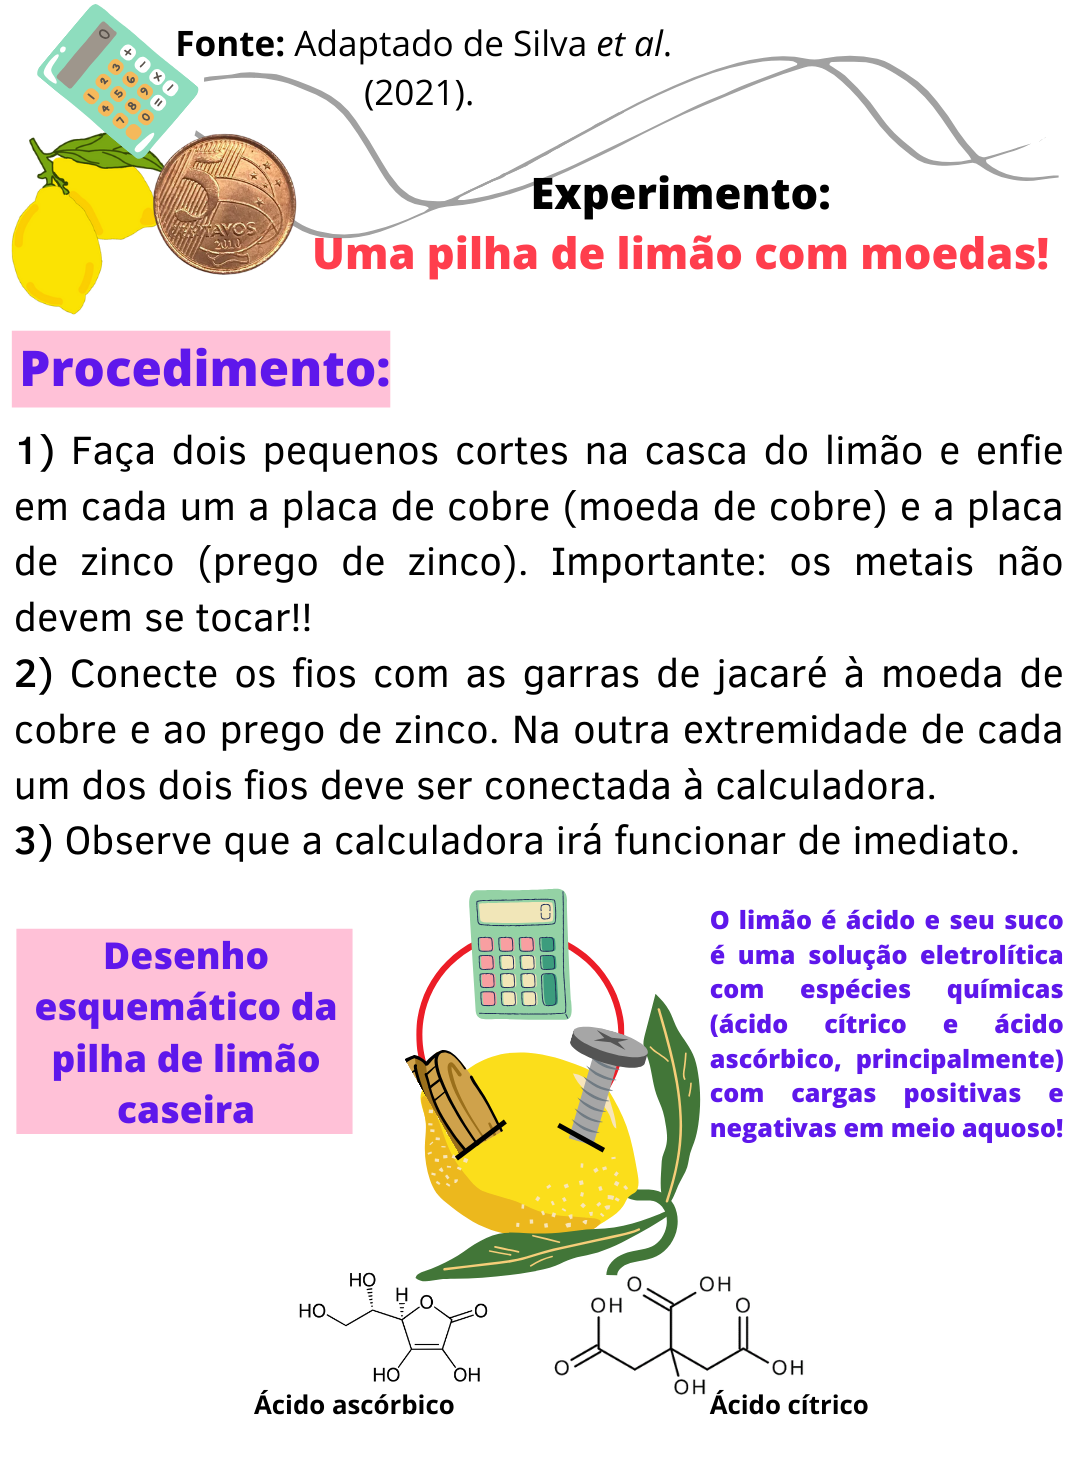 Fonte: Adaptado de Silva et al.
(2021).
5
CENTAVOS
2010
Experimento:
Uma pilha de limão com moedas!
Procedimento:
1) Faça dois pequenos cortes na casca do limão e enfie
em cada um a placa de cobre (moeda de cobre) e a placa
de zinco (prego de zinco). Importante: os metais não
devem se tocar!!
2) Conecte os fios com as garras de jacaré à moeda de
cobre e ao prego de zinco. Na outra extremidade de cada
um dos dois fios deve ser conectada à calculadora.
3) Observe que a calculadora irá funcionar de imediato.
Desenho
esquemático da
pilha de limão
caseira
0
O limão é ácido e seu suco
é uma solução eletrolítica
com espécies químicas
(ácido cítrico e ácido
ascórbico, principalmente)
com cargas positivas e
negativas em meio aquoso!
HO
H
HO
O
O
HO
OH
Ácido ascórbico
O
OH
OH
O
O
OH
OH
Ácido cítrico